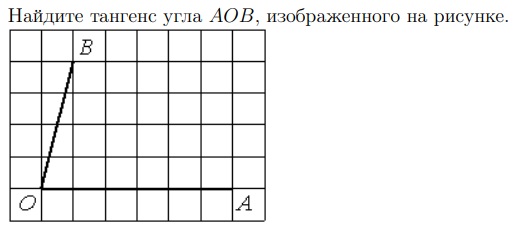 Найдите тангенс угла AOB, изображенного на рисунке.
B
O
A